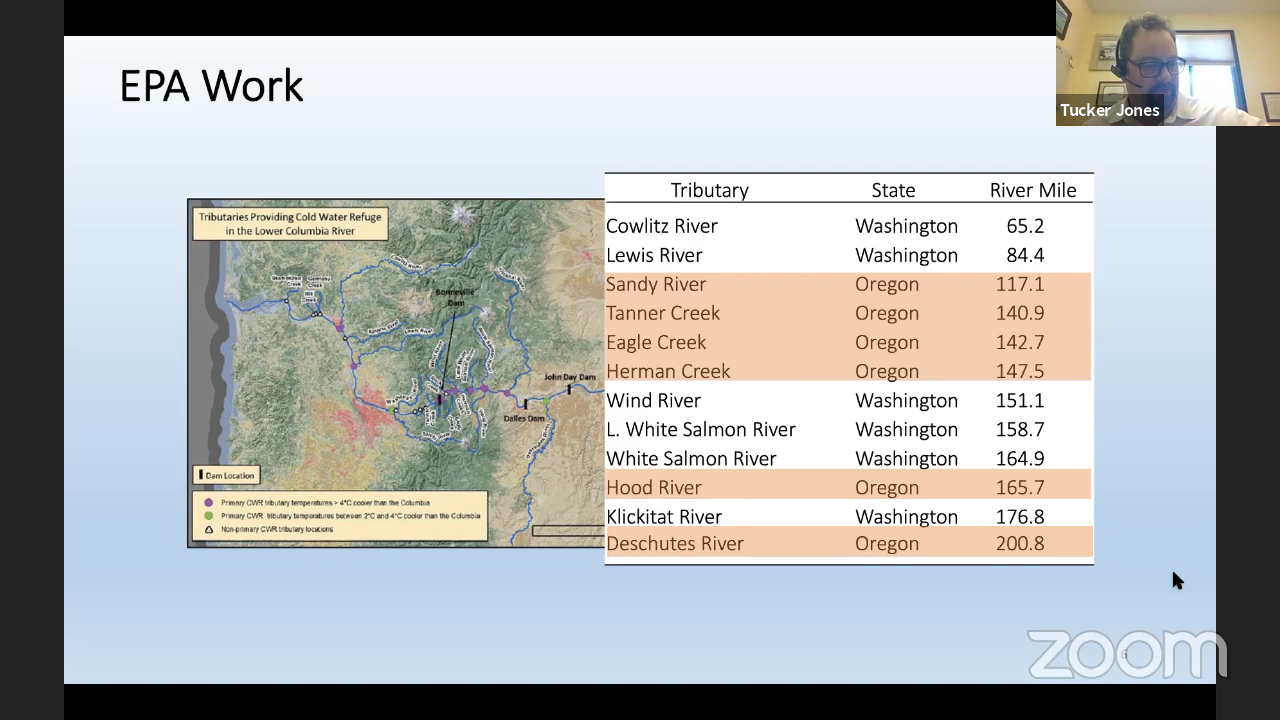 EPA Work
Tucker Jones
Tributaries Providing Cold Water Refuge
in the Lower Columbia River
Bonneville
Dam
John Day Dam
Dalles Dam
Dam Location
Primary CWR tributary temperatures > 4°C cooler than the Columbia
Primary CWR tributary temperatures between 2°C and 4°C cooler than the Columbia
Non-primary CWR tributary locations
Tributary State River Mile
Cowlitz River Washington 65.2
Lewis River Washington 84.4
Sandy River Oregon 117.1
Tanner Creek Oregon 140.9
Eagle Creek Oregon 142.7
Herman Creek Oregon 147.5
Wind River Washington 151.1
L. White Salmon River Washington 158.7
White Salmon River Washington 164.9
Hood River Oregon 165.7
Klickitat River Washington 176.8
Deschutes River Oregon 200.8
6
zoom